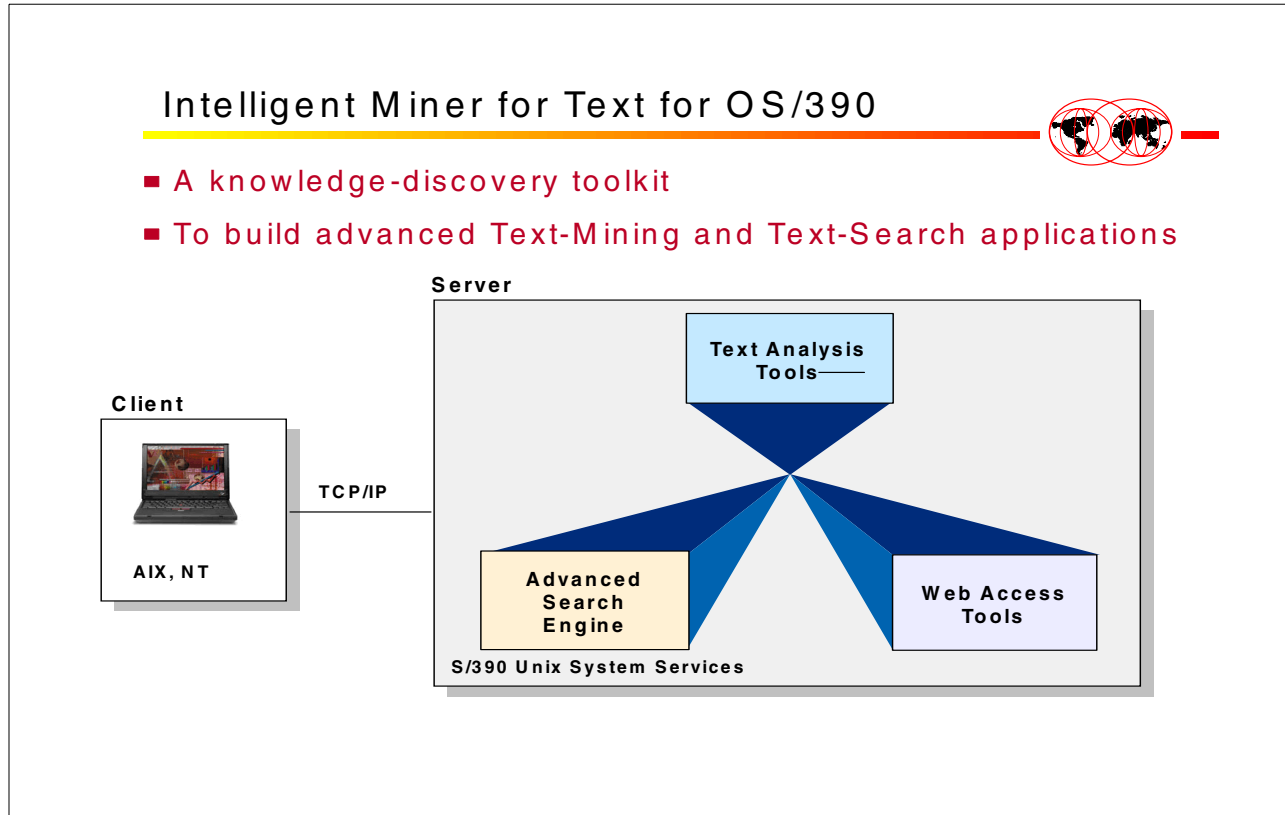 Intelligent Miner for Text for OS/390
A knowledge-discovery toolkit
To build advanced Text-Mining and Text-Search applications
Server
Text Analysis
Tools
Client
TCP/IP
AIX, NT
Advanced
Search
Engine
Web Access
Tools
S/390 Unix System Services